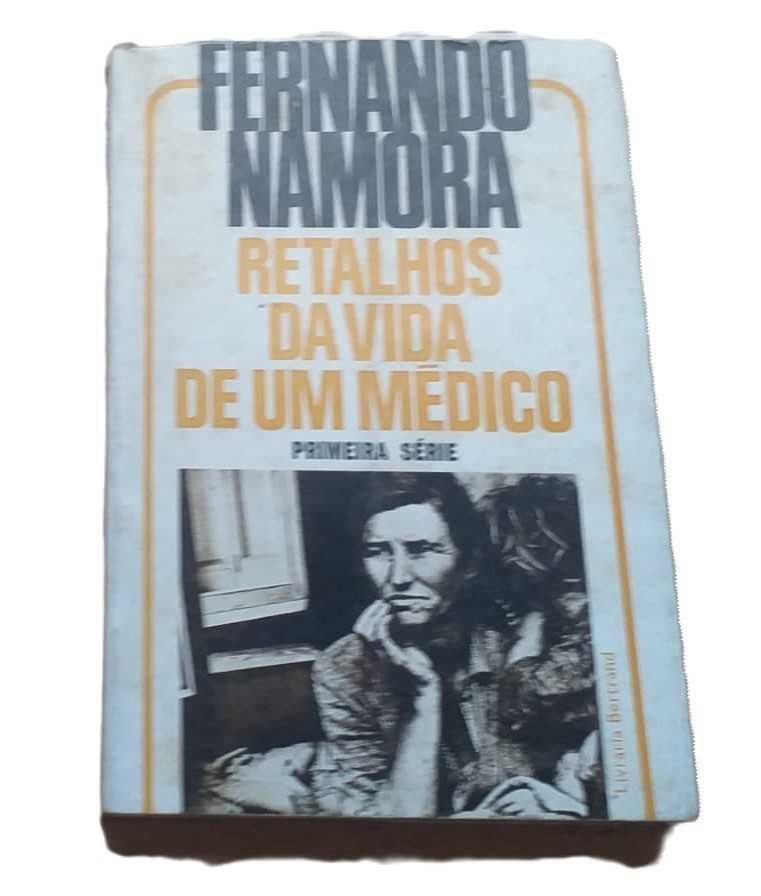 FERNANDO
NAMORA
RETALHOS
DA VIDA
DE UM MÉDICO
PRIMEIRA SÉRIE
Livraria Bertrand